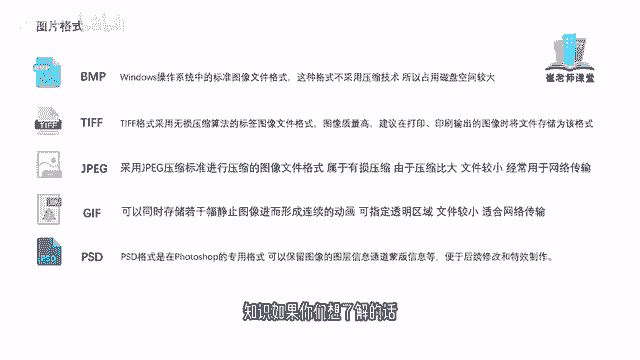 图片格式
崔老师课堂
BMP
Windows操作系统中的标准图像文件格式，这种格式不采用压缩技术 所以占用磁盘空间较大
TIFF
TIFF
TIFF格式采用无损压缩算法的标签图像文件格式，图像质量高，建议在打印、印刷输出的图像时将文件存储为该格式
JPEG
采用JPEG压缩标准进行压缩的图像文件格式 属于有损压缩 由于压缩比大 文件较小 经常用于网络传输
GIF
可以同时存储若干幅静止图像进而形成连续的动画 可指定透明区域 文件较小 适合网络传输
PSD
PSD
PSD格式是在Photoshop的专用格式 可以保留图像的图层信息通道蒙版信息等，便于后续修改和特效制作。
知识如果你们想了解的话